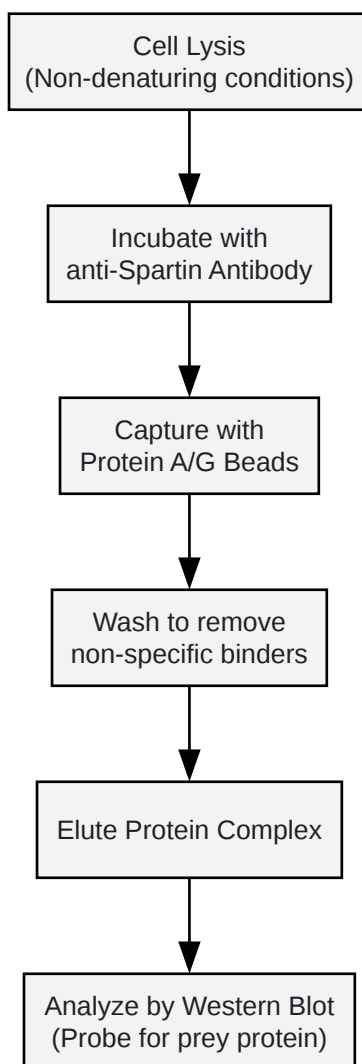 Cell Lysis
(Non-denaturing conditions)
Incubate with
anti-Spartin Antibody
Capture with
Protein A/G Beads
Wash to remove
non-specific binders
Elute Protein Complex
Analyze by Western Blot
(Probe for prey protein)